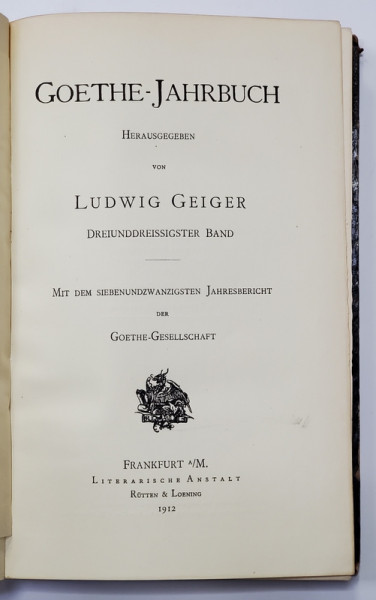 GOETHE-JAHRBUCH
HERAUSGEGEBEN
VON
LUDWIG GEIGER
DREIUNDDREISSIGSTER BAND
MIT DEM SIEBENUNDZWANZIGSTEN JAHRESBERICHT
DER
GOETHE-GESELLSCHAFT
FRANKFURT A/M.
LITERARISCHE ANSTALT
RÜTTEN & LOENING
1912